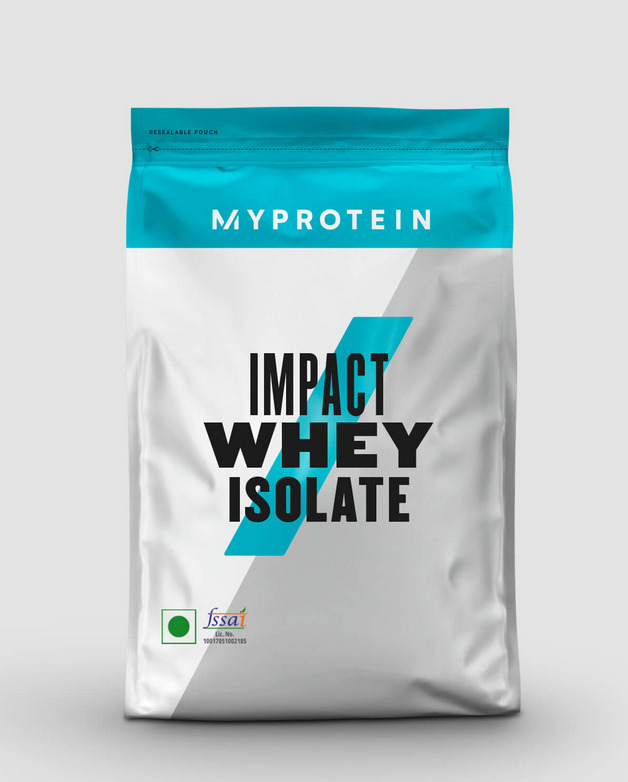 RESEALABLE POUCH
MYPROTEIN
IMPACT
WHEY
ISOLATE
fssai
Lic. No.
10017051002185